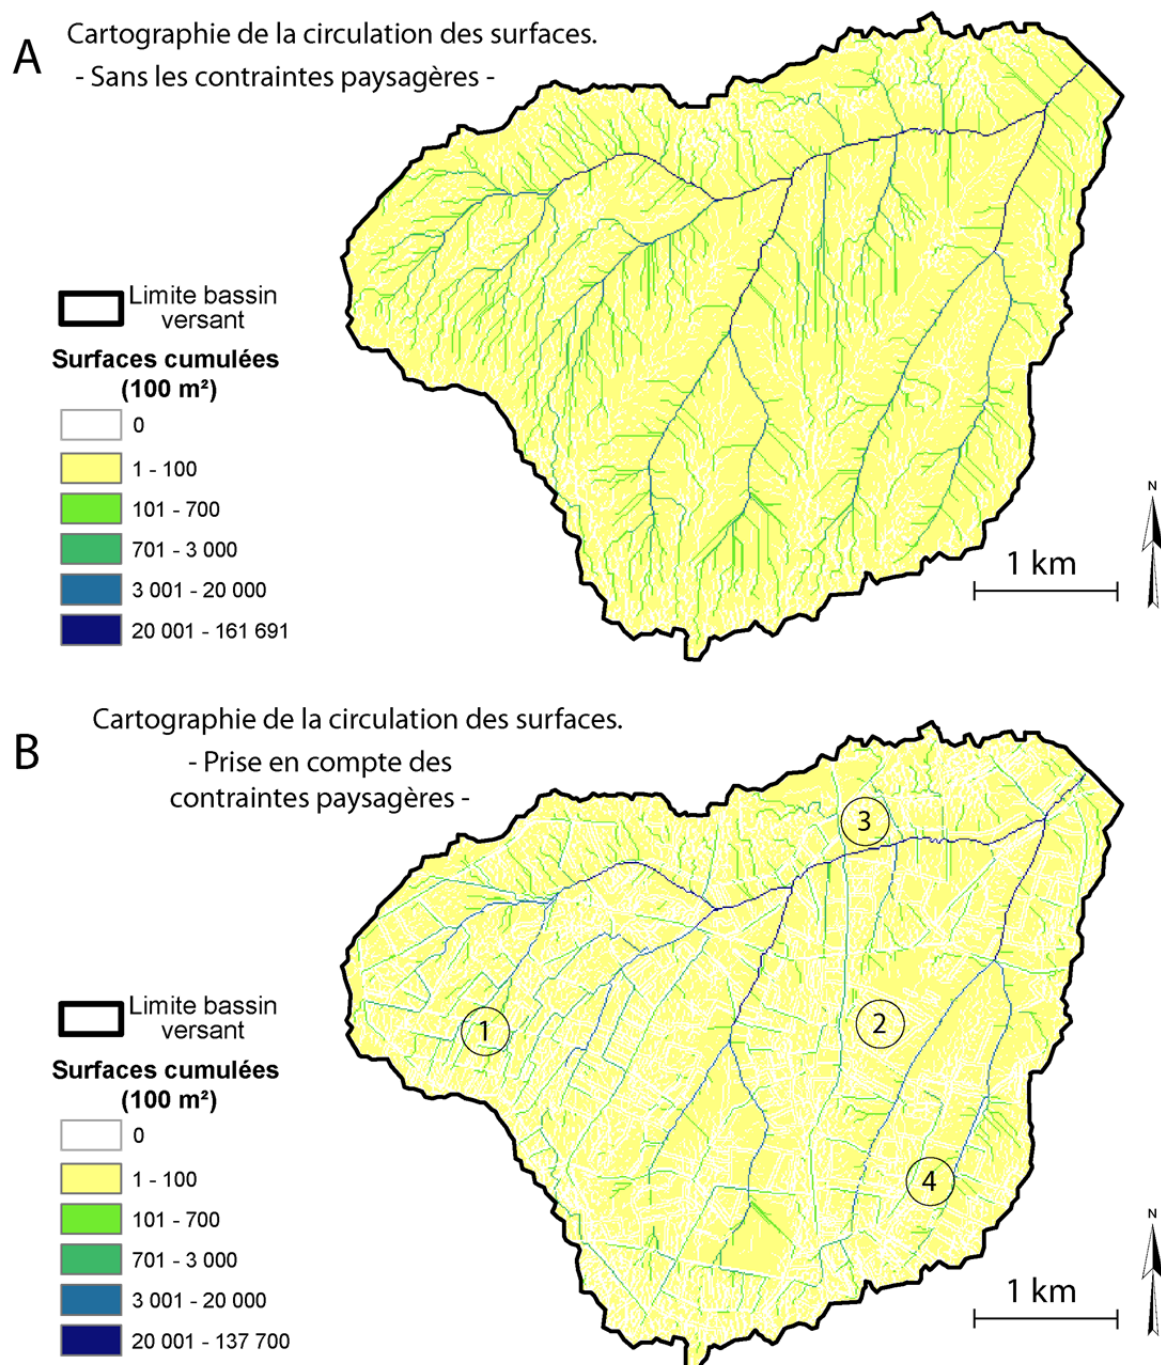 A
Cartographie de la circulation des surfaces.
- Sans les contraintes paysagères -
Limite bassin
versant
Surfaces cumulées
(100 m²)
0
1 - 100
101 - 700
701 - 3 000
3 001 - 20 000
20 001 - 161 691
N
1 km
B
Cartographie de la circulation des surfaces.
- Prise en compte des
contraintes paysagères -
3
1
2
4
Limite bassin
versant
Surfaces cumulées
(100 m²)
0
1 - 100
101 - 700
701 - 3 000
3 001 - 20 000
20 001 - 137 700
N
1 km